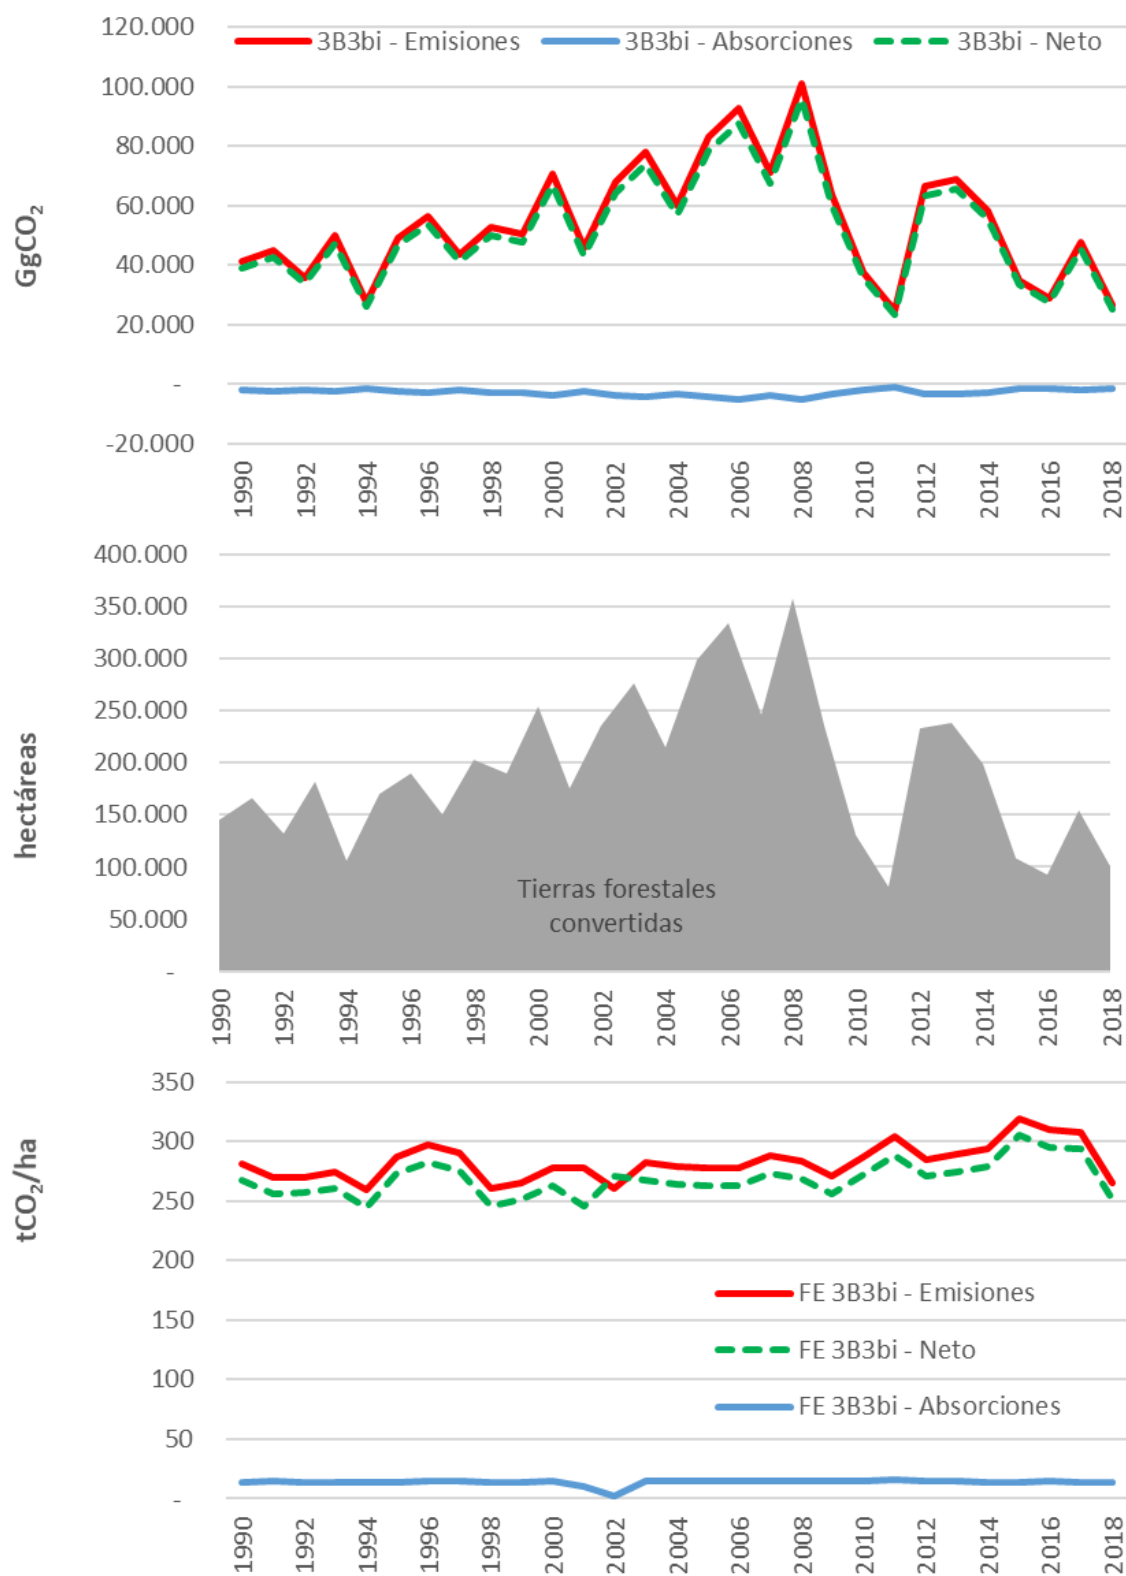 120.000
3B3bi - Emisiones 3B3bi - Absorciones 3B3bi - Neto
100.000
80.000
60.000
40.000
20.000
-
-20.000
GgCO₂
1990 1992 1994 1996 1998 2000 2002 2004 2006 2008 2010 2012 2014 2016 2018
400.000
350.000
300.000
250.000
200.000
150.000
100.000
50.000
-
hectáreas
Tierras forestales
convertidas
1990 1992 1994 1996 1998 2000 2002 2004 2006 2008 2010 2012 2014 2016 2018
350
300
250
200
150
100
50
-
tCO₂/ha
FE 3B3bi - Emisiones
FE 3B3bi - Neto
FE 3B3bi - Absorciones
1990 1992 1994 1996 1998 2000 2002 2004 2006 2008 2010 2012 2014 2016 2018